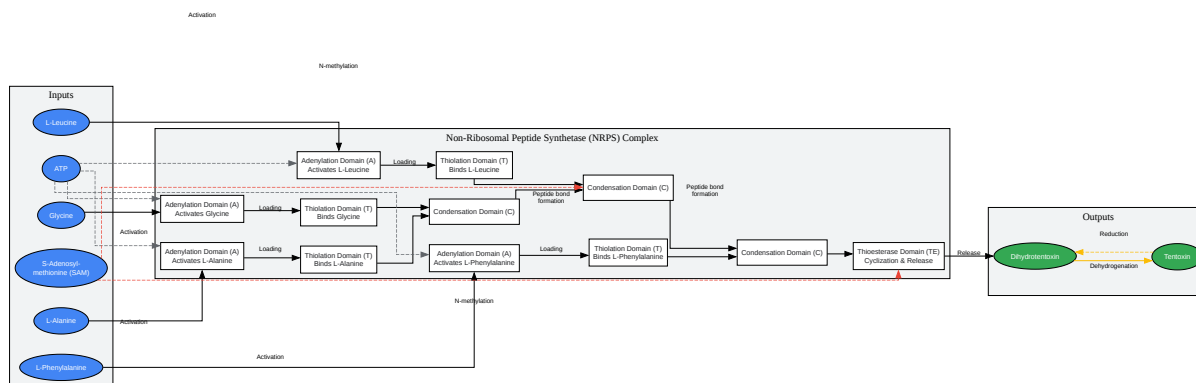 Activation
N-methylation
Inputs
L-Leucine
ATP
Glycine
S-Adenosyl-
methionine (SAM)
L-Alanine
L-Phenylalanine
Non-Ribosomal Peptide Synthetase (NRPS) Complex
Adenylation Domain (A)
Activates L-Leucine
Loading
Thiolation Domain (T)
Binds L-Leucine
Condensation Domain (C)
Peptide bond
formation
Peptide bond
formation
Adenylation Domain (A)
Activates Glycine
Loading
Thiolation Domain (T)
Binds Glycine
Condensation Domain (C)
Activation
Adenylation Domain (A)
Activates L-Alanine
Loading
Thiolation Domain (T)
Binds L-Alanine
Adenylation Domain (A)
Activates L-Phenylalanine
Loading
Thiolation Domain (T)
Binds L-Phenylalanine
Condensation Domain (C)
Thioesterase Domain (TE)
Cyclization & Release
Release
N-methylation
Activation
Activation
Outputs
Reduction
Dihydrotentoxin
Tentoxin
Dehydrogenation